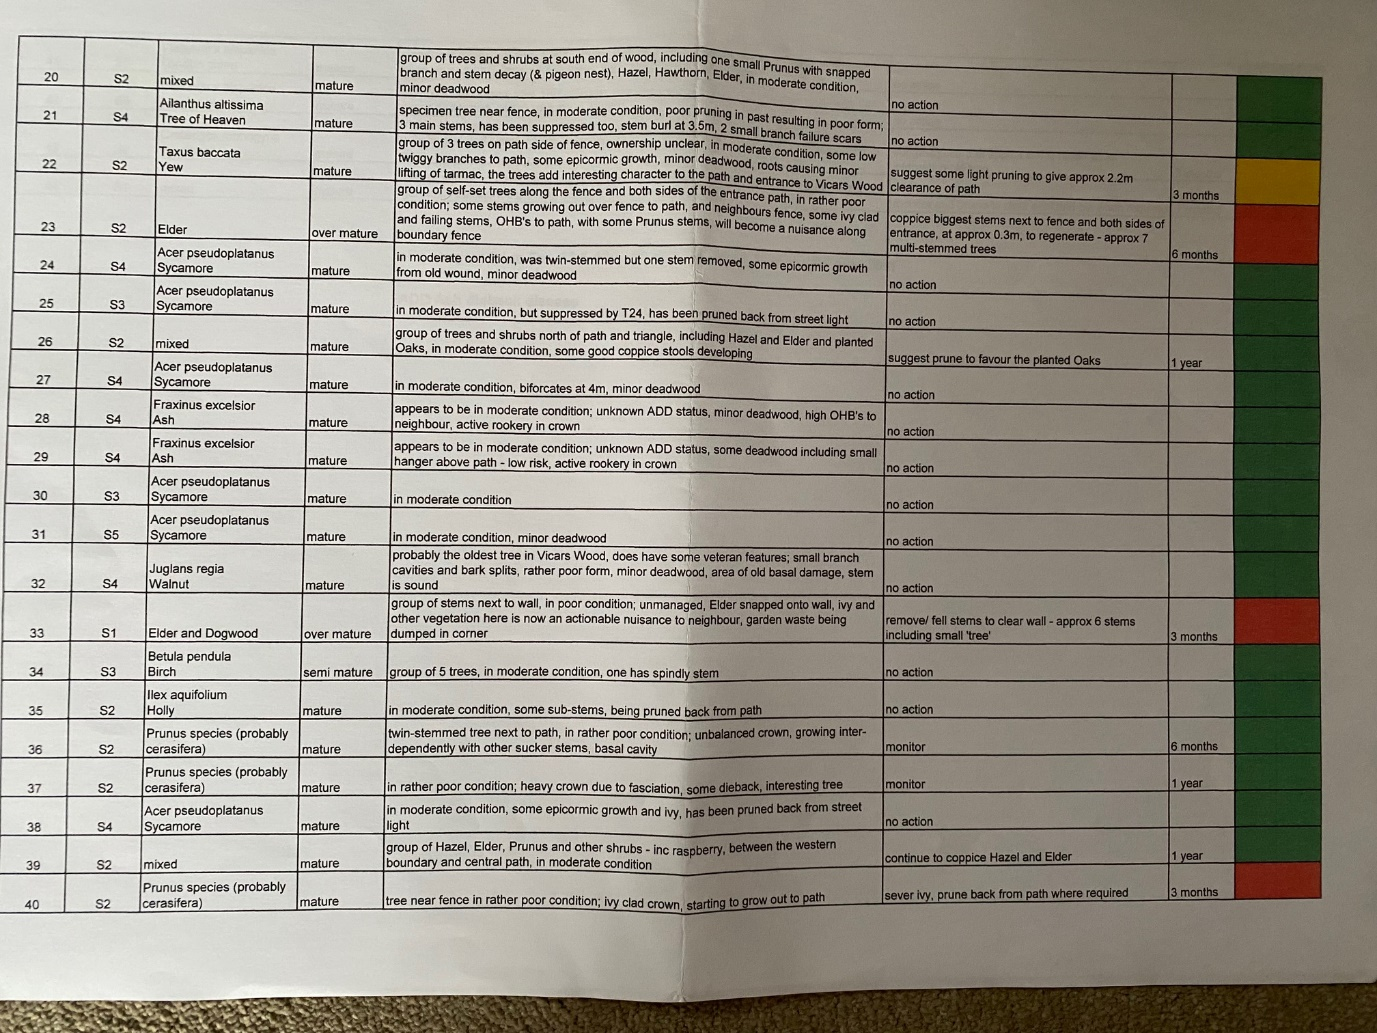 group of trees and shrubs at south end of wood, including one small Prunus with snapped
20 S2 mixed mature branch and stem decay (& pigeon nest), Hazel, Hawthorn, Elder, in moderate condition,
minor deadwood no action
21 S4 Ailanthus altissima
Tree of Heaven mature specimen tree near fence, in moderate condition, poor pruning in past resulting in poor form;
3 main stems, has been suppressed too, stem burl at 3.5m, 2 small branch failure scars no action
22 S2 Taxus baccata
Yew mature group of 3 trees on path side of fence, ownership unclear, in moderate condition, some low
twiggy branches to path, some epicormic growth, minor deadwood, roots causing minor
lifting of tarmac, the trees add interesting character to the path and entrance to Vicars Wood
suggest some light pruning to give approx 2.2m
clearance of path 3 months
23 S2 Elder over mature group of self-set trees along the fence and both sides of the entrance path, in rather poor
condition; some stems growing out over fence to path, and neighbours fence, some ivy clad
and failing stems, OHB's to path, with some Prunus stems, will become a nuisance along
boundary fence
coppice biggest stems next to fence and both sides of
entrance, at approx 0.3m, to regenerate - approx 7
multi-stemmed trees 6 months
24 S4 Acer pseudoplatanus
Sycamore mature in moderate condition, was twin-stemmed but one stem removed, some epicormic growth
from old wound, minor deadwood no action
25 S3 Acer pseudoplatanus
Sycamore mature in moderate condition, but suppressed by T24, has been pruned back from street light no action
26 S2 mixed mature group of trees and shrubs north of path and triangle, including Hazel and Elder and planted
Oaks, in moderate condition, some good coppice stools developing suggest prune to favour the planted Oaks 1 year
27 S4 Acer pseudoplatanus
Sycamore mature in moderate condition, biforcates at 4m, minor deadwood no action
28 S4 Fraxinus excelsior
Ash mature appears to be in moderate condition; unknown ADD status, minor deadwood, high OHB's to
neighbour, active rookery in crown no action
29 S4 Fraxinus excelsior
Ash mature appears to be in moderate condition; unknown ADD status, some deadwood including small
hanger above path - low risk, active rookery in crown no action
30 S3 Acer pseudoplatanus
Sycamore mature in moderate condition no action
31 S5 Acer pseudoplatanus
Sycamore mature in moderate condition, minor deadwood no action
32 S4 Juglans regia
Walnut mature probably the oldest tree in Vicars Wood, does have some veteran features; small branch
cavities and bark splits, rather poor form, minor deadwood, area of old basal damage, stem
is sound no action
33 S1 Elder and Dogwood over mature group of stems next to wall, in poor condition; unmanaged, Elder snapped onto wall, ivy and
other vegetation here is now an actionable nuisance to neighbour, garden waste being
dumped in corner
remove/ fell stems to clear wall - approx 6 stems
including small 'tree' 3 months
34 S3 Betula pendula
Birch semi mature group of 5 trees, in moderate condition, one has spindly stem no action
35 S2 Ilex aquifolium
Holly mature in moderate condition, some sub-stems, being pruned back from path no action
36 S2 Prunus species (probably
cerasifera) mature twin-stemmed tree next to path, in rather poor condition; unbalanced crown, growing inter-
dependently with other sucker stems, basal cavity monitor 6 months
37 S2 Prunus species (probably
cerasifera) mature in rather poor condition; heavy crown due to fasciation, some dieback, interesting tree monitor 1 year
38 S4 Acer pseudoplatanus
Sycamore mature in moderate condition, some epicormic growth and ivy, has been pruned back from street
light no action
39 S2 mixed mature group of Hazel, Elder, Prunus and other shrubs - inc raspberry, between the western
boundary and central path, in moderate condition continue to coppice Hazel and Elder 1 year
40 S2 Prunus species (probably
cerasifera) mature tree near fence in rather poor condition; ivy clad crown, starting to grow out to path sever ivy, prune back from path where required 3 months